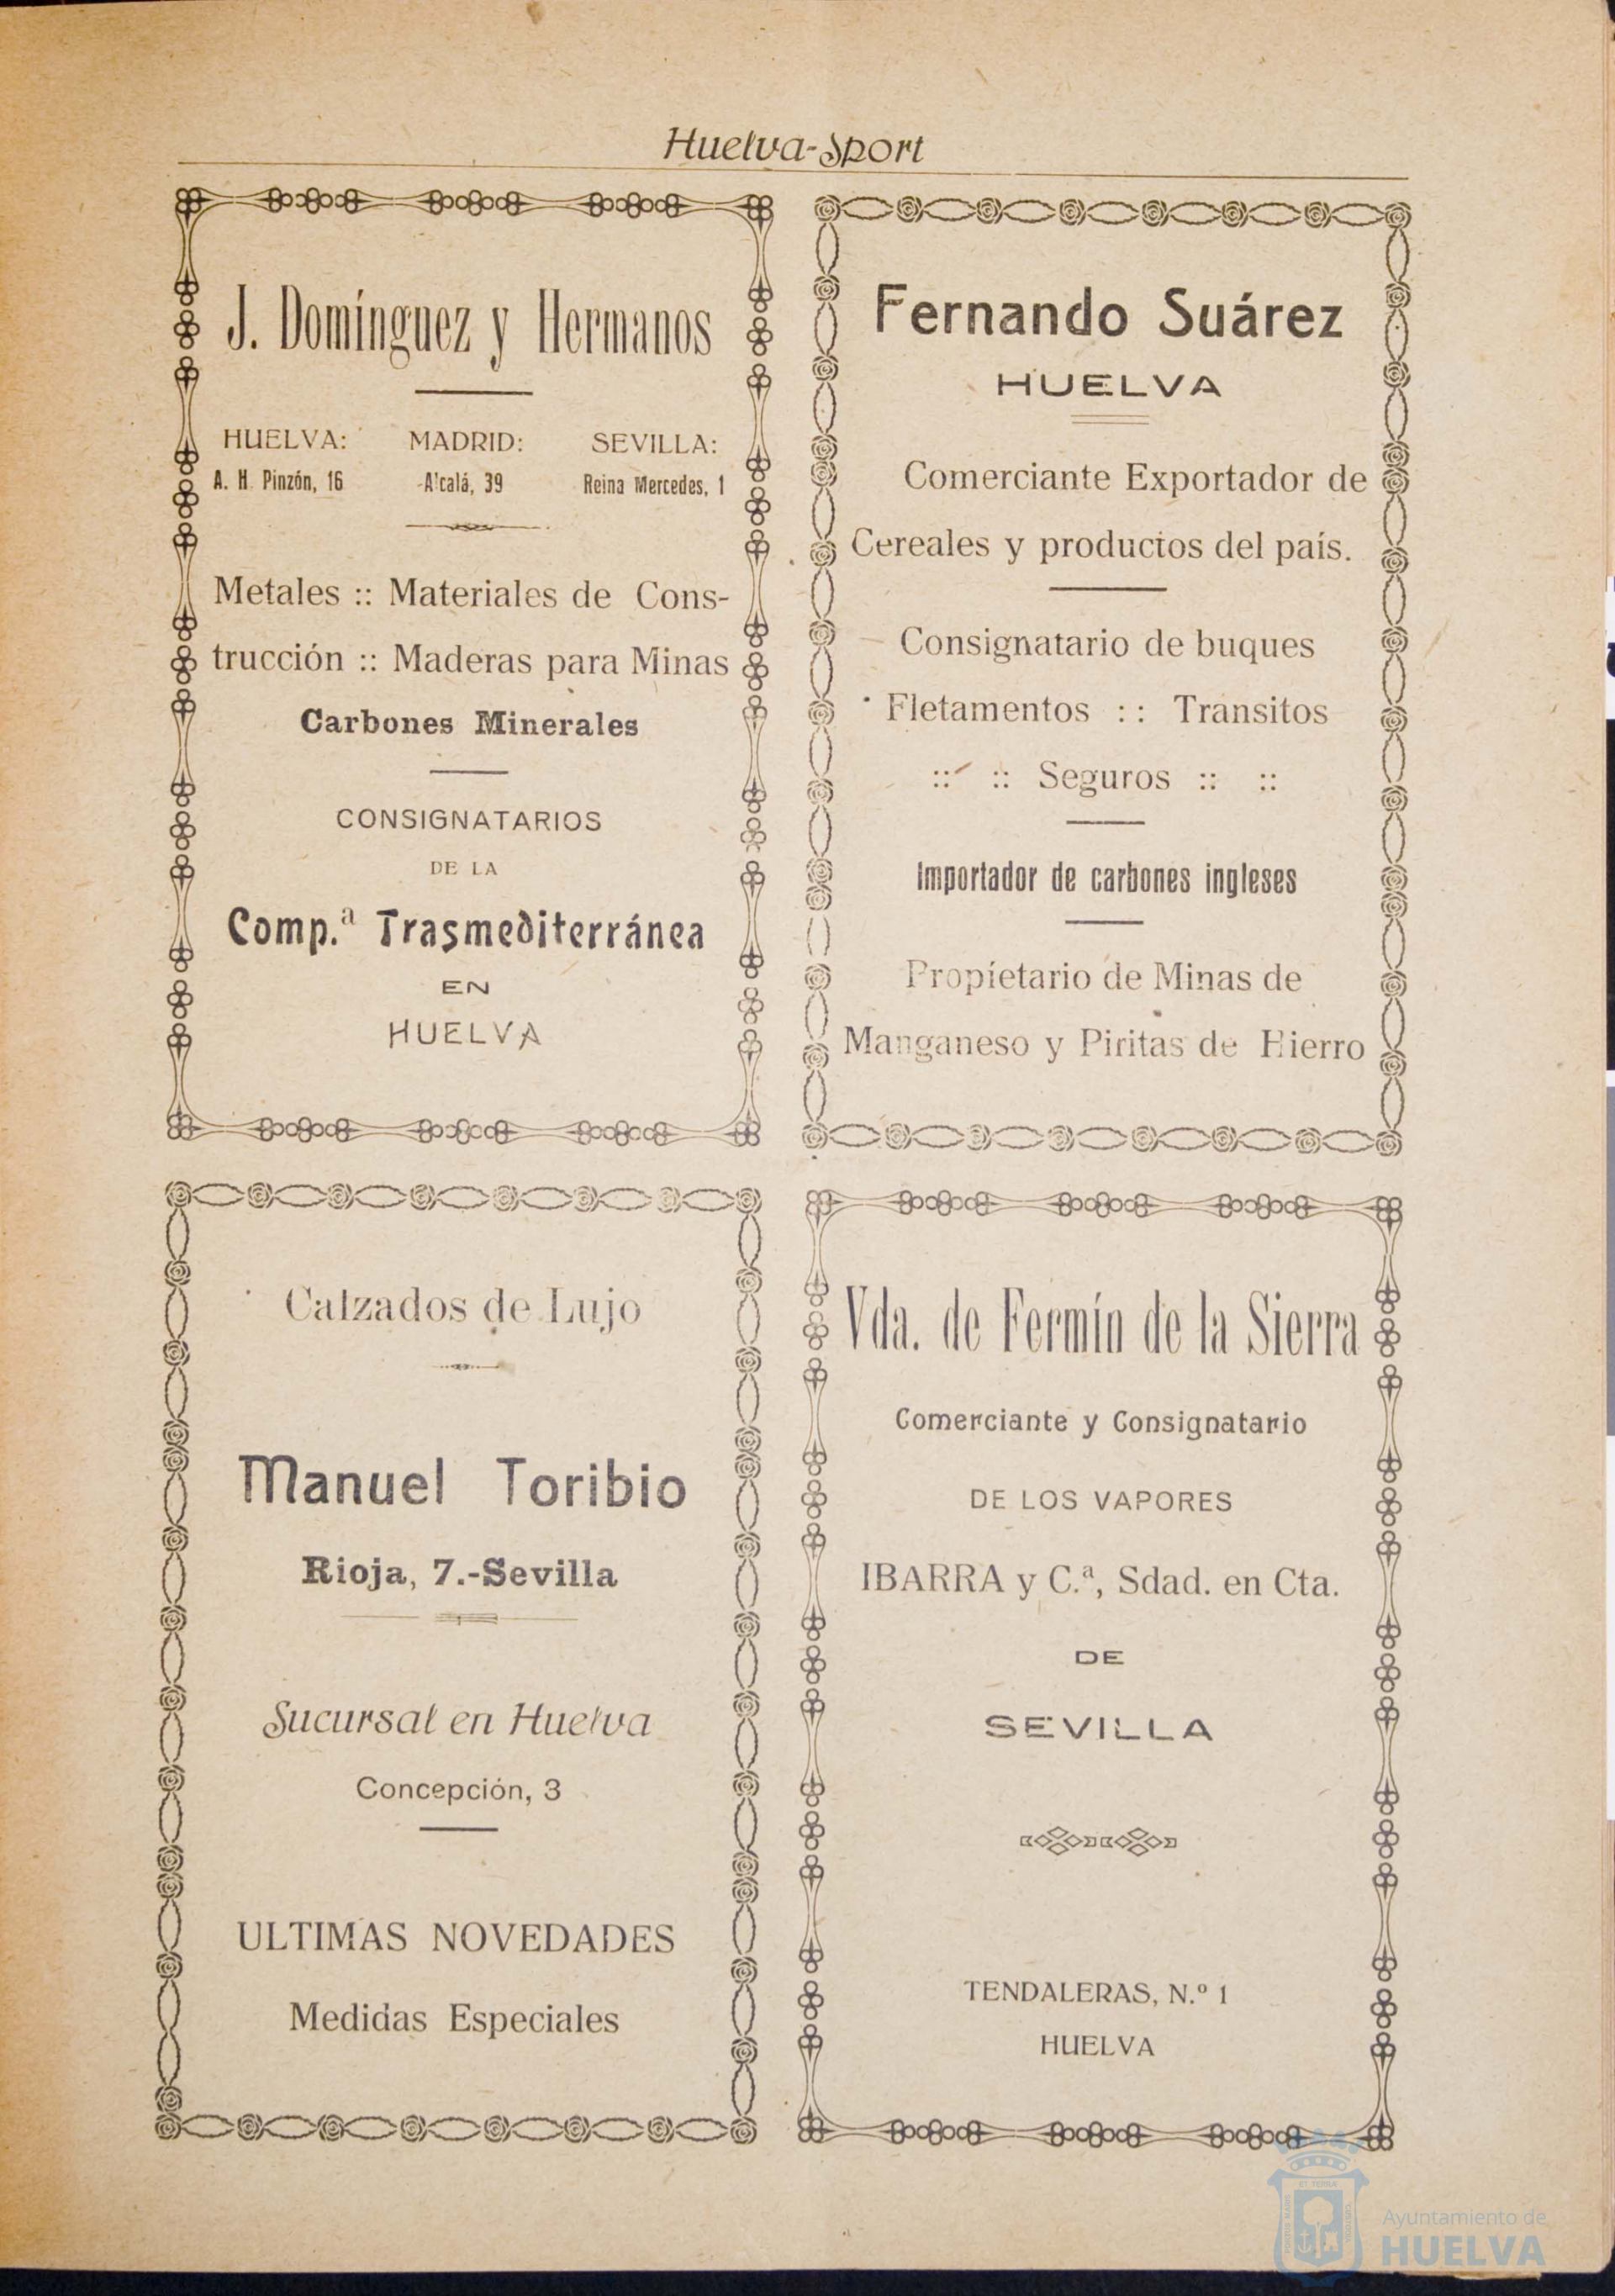 Huelva-Sport
J. Domínguez y Hermanos
HUELVA: MADRID: SEVILLA:
A. H. Pinzón, 16 Alcalá, 39 Reina Mercedes, 1
Metales :: Materiales de Cons-
trucción :: Maderas para Minas
Carbones Minerales
CONSIGNATARIOS
DE LA
Comp.ª Trasmediterránea
EN
HUELVA
Fernando Suárez
HUELVA
Comerciante Exportador de
Cereales y productos del país.
Consignatario de buques
Fletamentos :: Transitos
:: :: Seguros :: ::
Importador de carbones ingleses
Propietario de Minas de
Manganeso y Piritas de Hierro
Calzados de Lujo
Manuel Toribio
Rioja, 7.-Sevilla
Sucursal en Huelva
Concepción, 3
ULTIMAS NOVEDADES
Medidas Especiales
Vda. de Fermín de la Sierra
Comerciante y Consignatario
DE LOS VAPORES
IBARRA y C.ª, Sdad. en Cta.
DE
SEVILLA
TENDALERAS, N.º 1
HUELVA
Ayuntamiento de
HUELVA